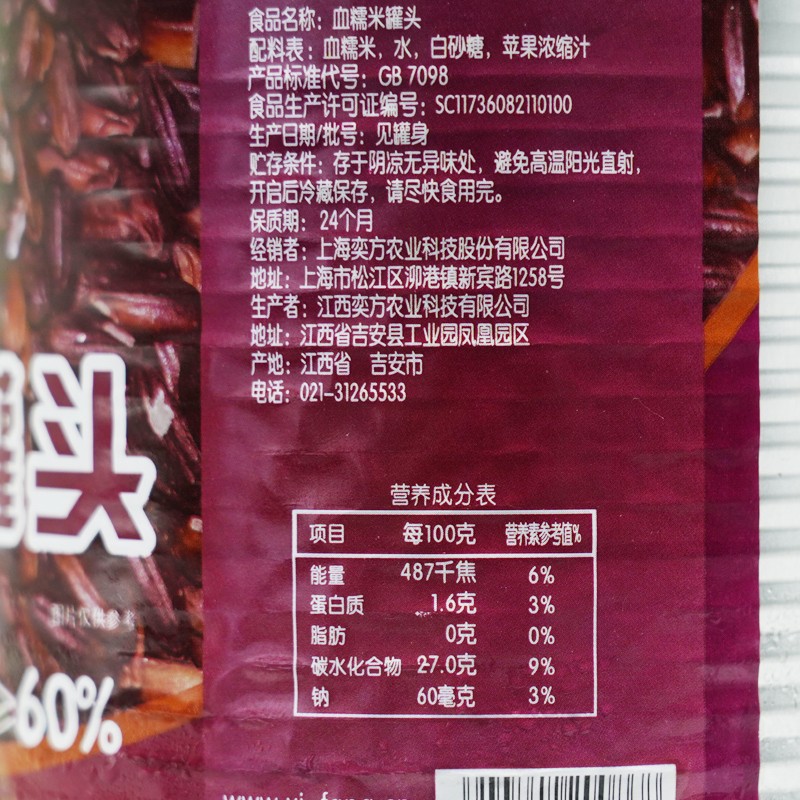 食品名称：血糯米罐头
配料表：血糯米，水，白砂糖，苹果浓缩汁
产品标准代号：GB 7098
食品生产许可证编号：SC11736082110100
生产日期/批号：见罐身
贮存条件：存于阴凉无异味处，避免高温阳光直射，
开启后冷藏保存，请尽快食用完。
保质期：24个月
经销者：上海奕方农业科技股份有限公司
地址：上海市松江区泖港镇新宾路1258号
生产者：江西奕方农业科技有限公司
地址：江西省吉安县工业园凤凰园区
产地：江西省 吉安市
电话：021-31265533
头
营养成分表
项目 每100克 营养素参考值%
能量 487千焦 6%
蛋白质 1.6克 3%
脂肪 0克 0%
碳水化合物 27.0克 9%
钠 60毫克 3%
图片仅供参考
≥60%